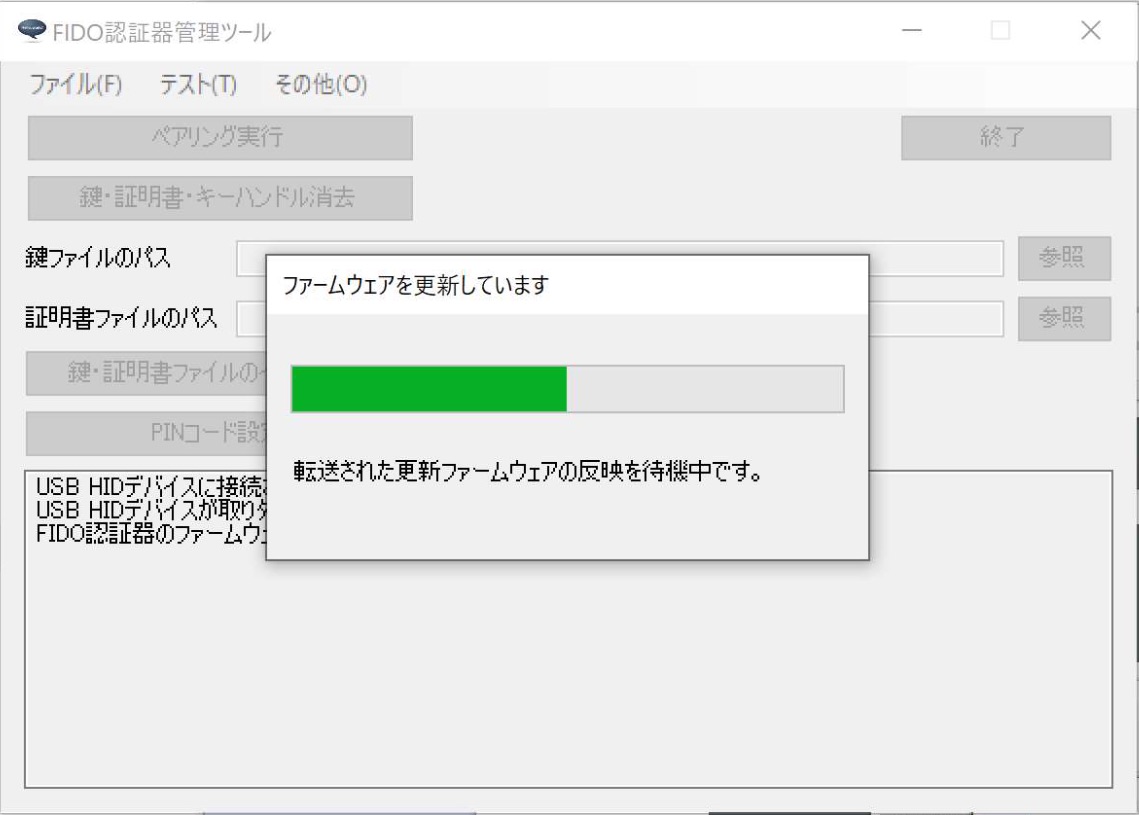 FIDO認証器管理ツール
ファイル(F) テスト(T) その他(O)
ペアリング実行 終了
鍵・証明書・キーハンドル消去
鍵ファイルのパス 参照
ファームウェアを更新しています
証明書ファイルのパス 参照
鍵・証明書ファイルの
PINコード設
転送された更新ファームウェアの反映を待機中です。
USB HIDデバイスに接続
USB HIDデバイスが取り
FIDO認証器のファームウ